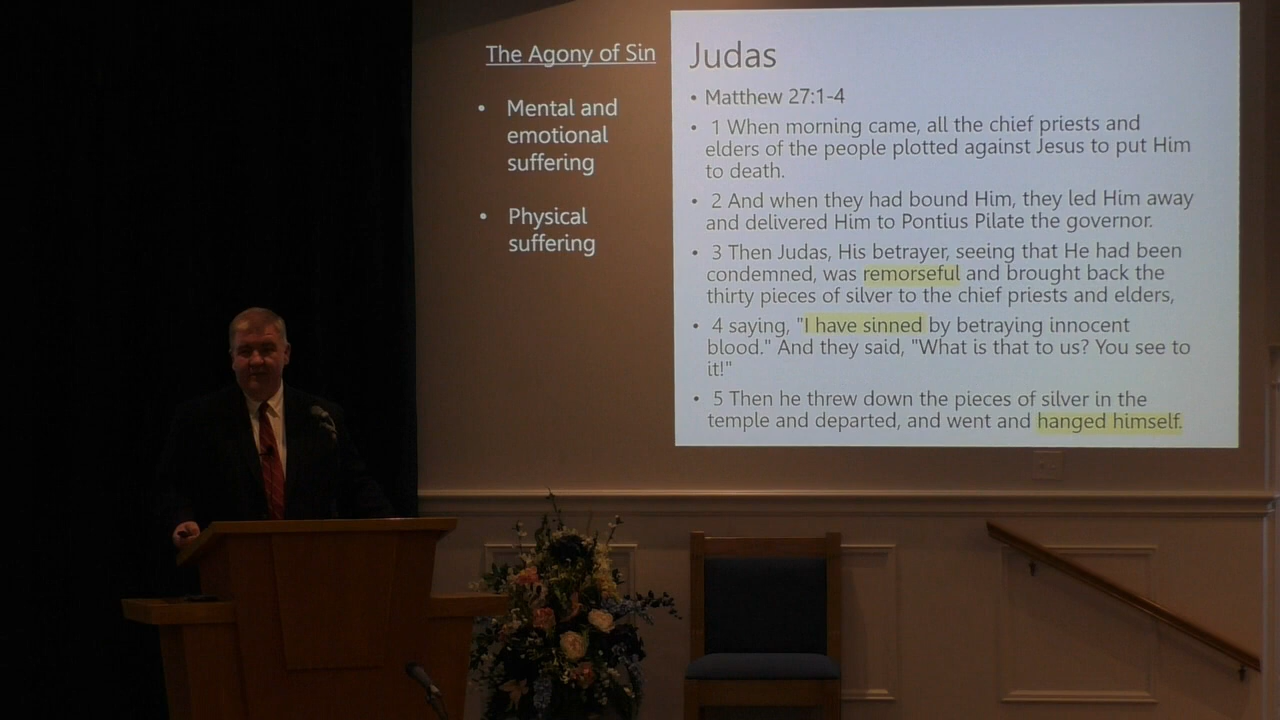 The Agony of Sin
• Mental and
emotional
suffering
• Physical
suffering
Judas
• Matthew 27:1-4
• 1 When morning came, all the chief priests and
elders of the people plotted against Jesus to put Him
to death.
• 2 And when they had bound Him, they led Him away
and delivered Him to Pontius Pilate the governor.
• 3 Then Judas, His betrayer, seeing that He had been
condemned, was remorseful and brought back the
thirty pieces of silver to the chief priests and elders,
• 4 saying, "I have sinned by betraying innocent
blood." And they said, "What is that to us? You see to
it!"
• 5 Then he threw down the pieces of silver in the
temple and departed, and went and hanged himself.